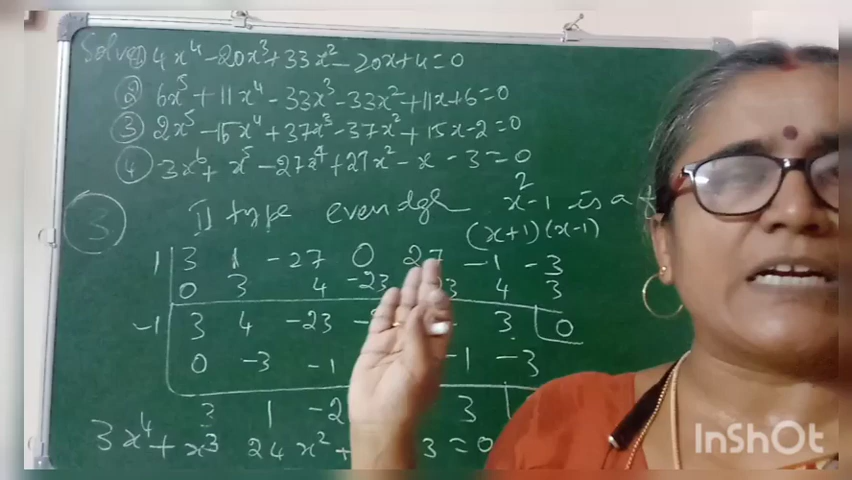 Solve ① 4x⁴ - 20x³ + 33x² - 20x + 4 = 0
② 6x⁵ + 11x⁴ - 33x³ - 33x² + 11x + 6 = 0
③ 2x⁵ - 15x⁴ + 37x³ - 37x² + 15x - 2 = 0
④ 3x⁶ + x⁵ - 27x⁴ + 27x² - x - 3 = 0
3 II type even dgh x² - 1 is a f
(x+1)(x-1)
1 3 1 -27 0 27 -1 -3
0 3 4 -23 4 3
-1 3 4 -23 3 0
0 -3 -1 -1 -3
3 1 -2 3
3x⁴ + x³ 24x² + 3 = 0
InShOt